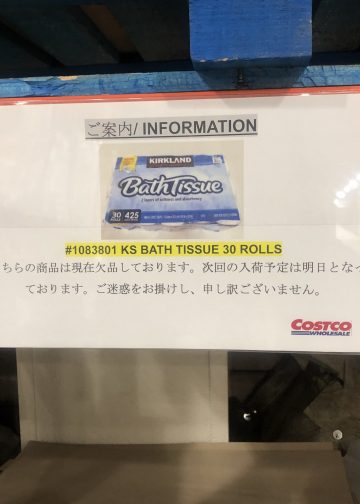 ご案内/ INFORMATION
KIRKLAND
Bath Tissue
30 425
ROLLS
#1083801 KS BATH TISSUE 30 ROLLS
ちらの商品は現在欠品しております。次回の入荷予定は明日となっ
ております。ご迷惑をお掛けし、申し訳ございません。
COSTCO
WHOLESALE